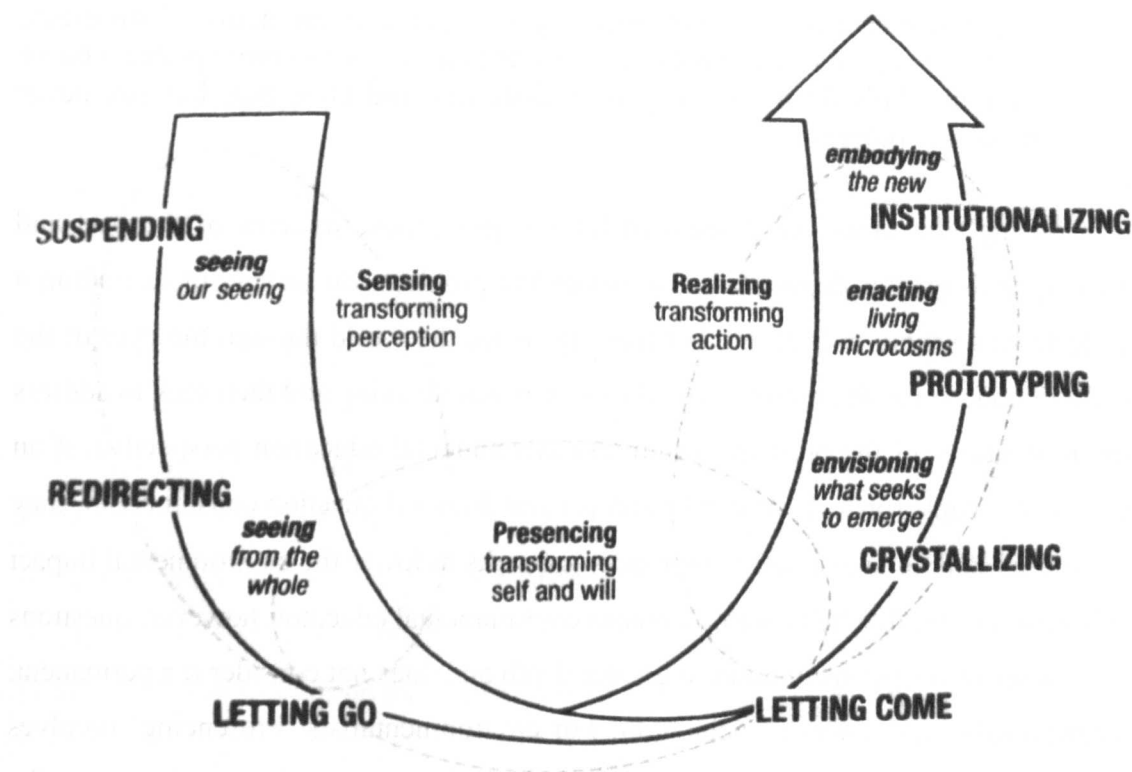 SUSPENDING
seeing
our seeing
Sensing
transforming
perception
REDIRECTING
seeing
from the
whole
LETTING GO
Presencing
transforming
self and will
LETTING COME
envisioning
what seeks
to emerge
CRYSTALLIZING
Realizing
transforming
action
enacting
living
microcosms
PROTOTYPING
embodying
the new
INSTITUTIONALIZING